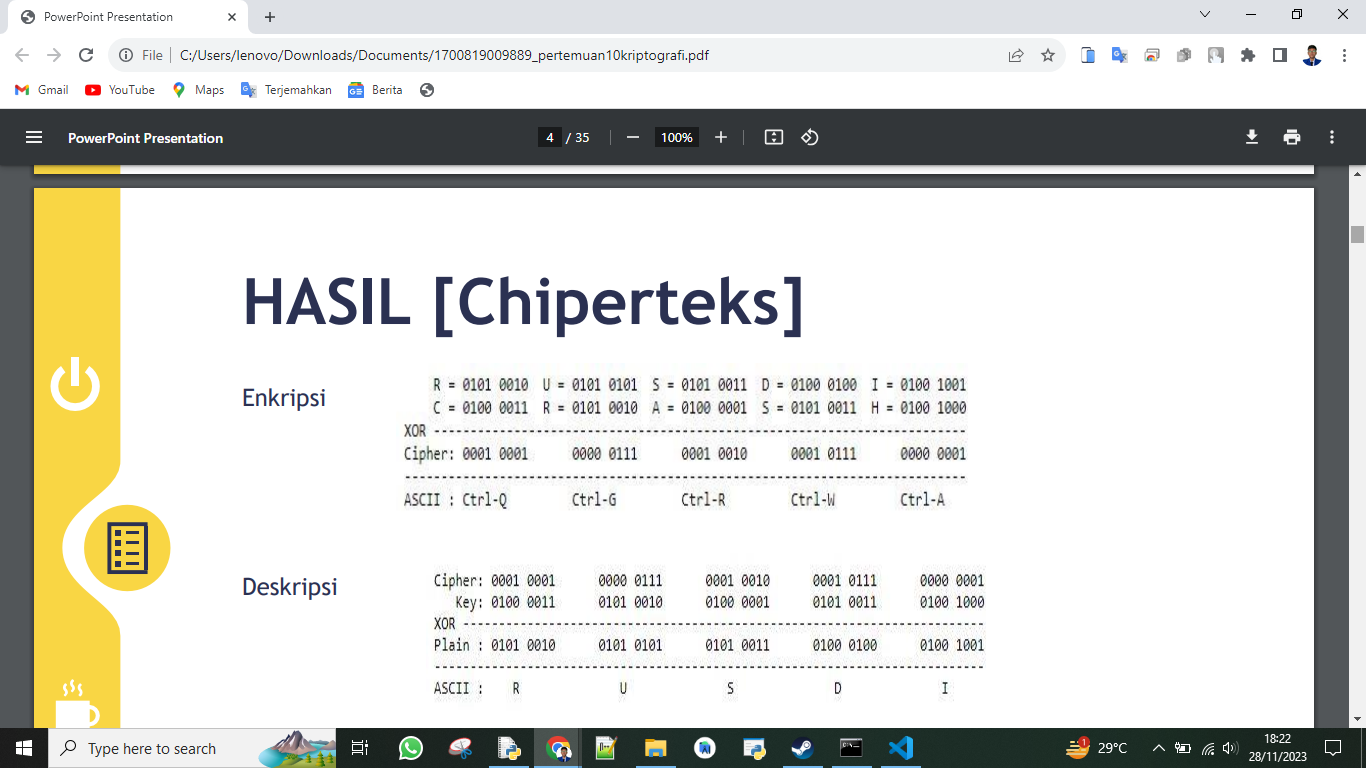 PowerPoint Presentation
File
C:/Users/lenovo/Downloads/Documents/1700819009889_pertemuan10kriptografi.pdf
Gmail YouTube Maps Terjemahkan Berita
PowerPoint Presentation
4 / 35
100%
HASIL [Chiperteks]
Enkripsi
R = 0101 0010 U = 0101 0101 S = 0101 0011 D = 0100 0100 I = 0100 1001
C = 0100 0011 R = 0101 0010 A = 0100 0001 S = 0101 0011 H = 0100 1000
XOR --------------------------------------------------------------------------
Cipher: 0001 0001 0000 0111 0001 0010 0001 0111 0000 0001
------------------------------------------------------------------------------
ASCII : Ctrl-Q Ctrl-G Ctrl-R Ctrl-W Ctrl-A
Deskripsi
Cipher: 0001 0001 0000 0111 0001 0010 0001 0111 0000 0001
Key: 0100 0011 0101 0010 0100 0001 0101 0011 0100 1000
XOR --------------------------------------------------------------------------
Plain : 0101 0010 0101 0101 0101 0011 0100 0100 0100 1001
------------------------------------------------------------------------------
ASCII : R U S D I
Type here to search
1
29°C
18:22
28/11/2023